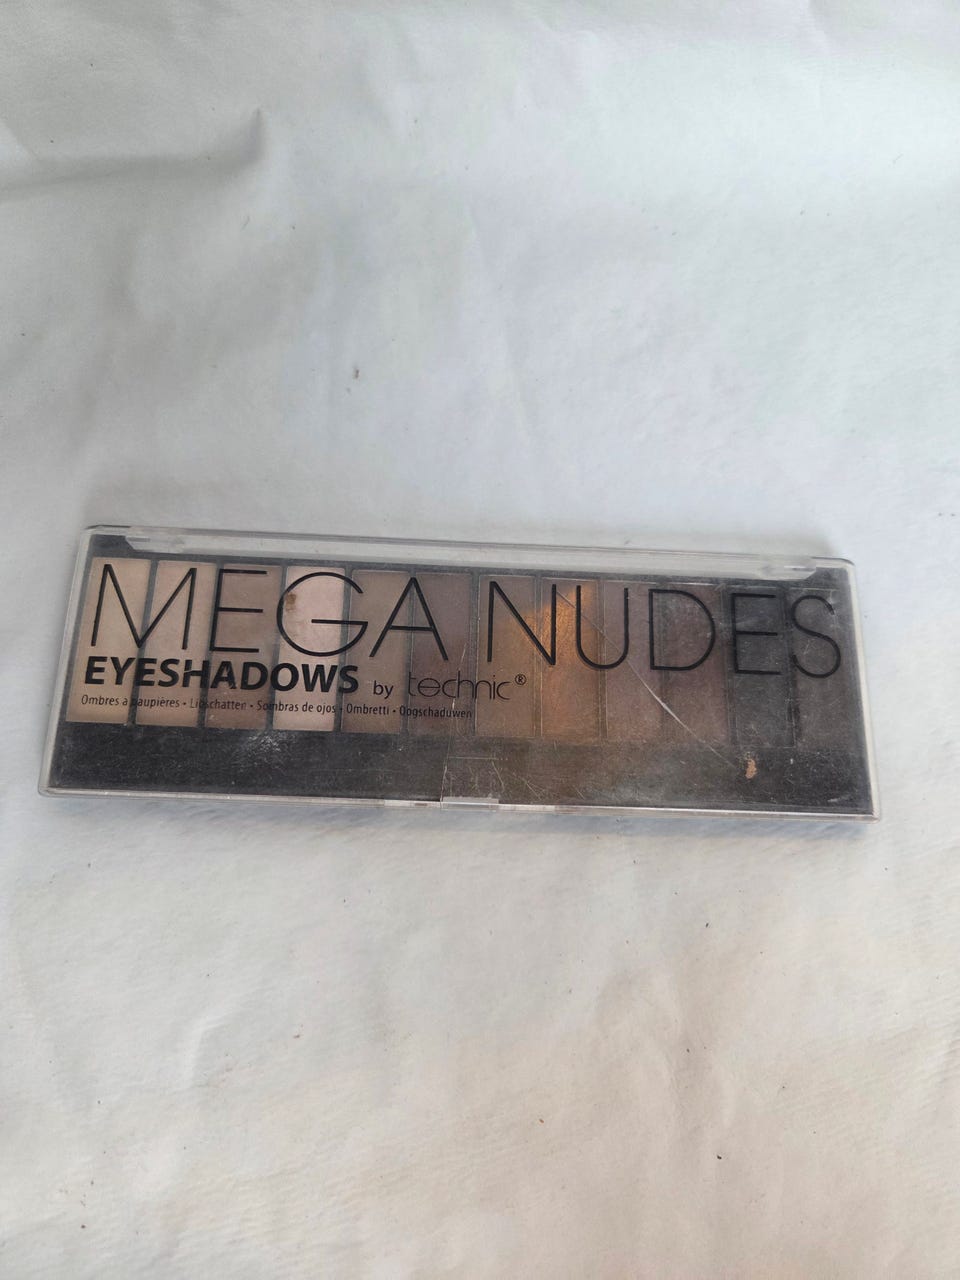 MEGA NUDES
EYESHADOWS by technic®
Ombres a paupières • Lidschatten • Sombras de ojos • Ombretti • Oogschaduwen